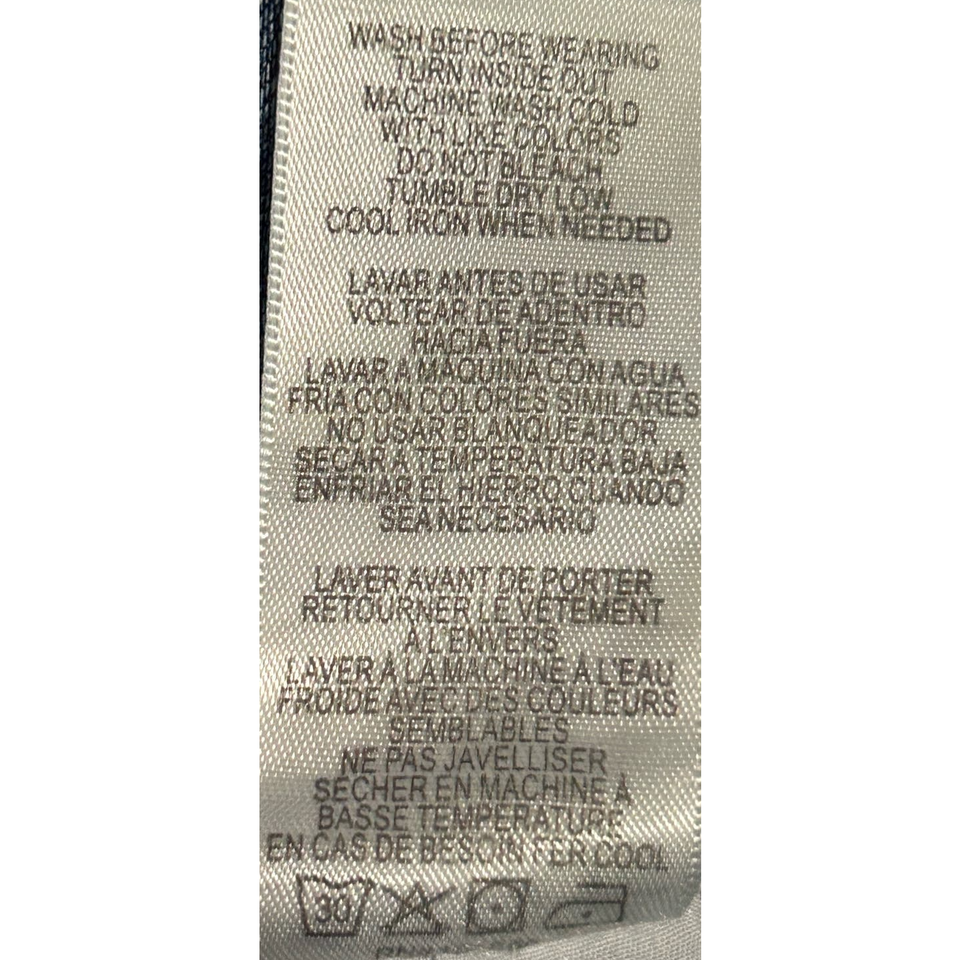 WASH BEFORE WEARING
TURN INSIDE OUT
MACHINE WASH COLD
WITH LIKE COLORS
DO NOT BLEACH
TUMBLE DRY LOW
COOL IRON WHEN NEEDED
LAVAR ANTES DE USAR
VOLTEAR DE ADENTRO
HACIA FUERA
LAVAR A MAQUINA CON AGUA
FRIA CON COLORES SIMILARES
NO USAR BLANQUEADOR
SECAR A TEMPERATURA BAJA
ENFRIAR EL HIERRO CUANDO
SEA NECESARIO
LAVER AVANT DE PORTER
RETOURNER LE VETEMENT
À L'ENVERS
LAVER À LA MACHINE À L'EAU
FROIDE AVEC DES COULEURS
SEMBLABLES
NE PAS JAVELLISER
SÉCHER EN MACHINE À
BASSE TEMPERATURE
EN CAS DE BESOIN FER COOL
30